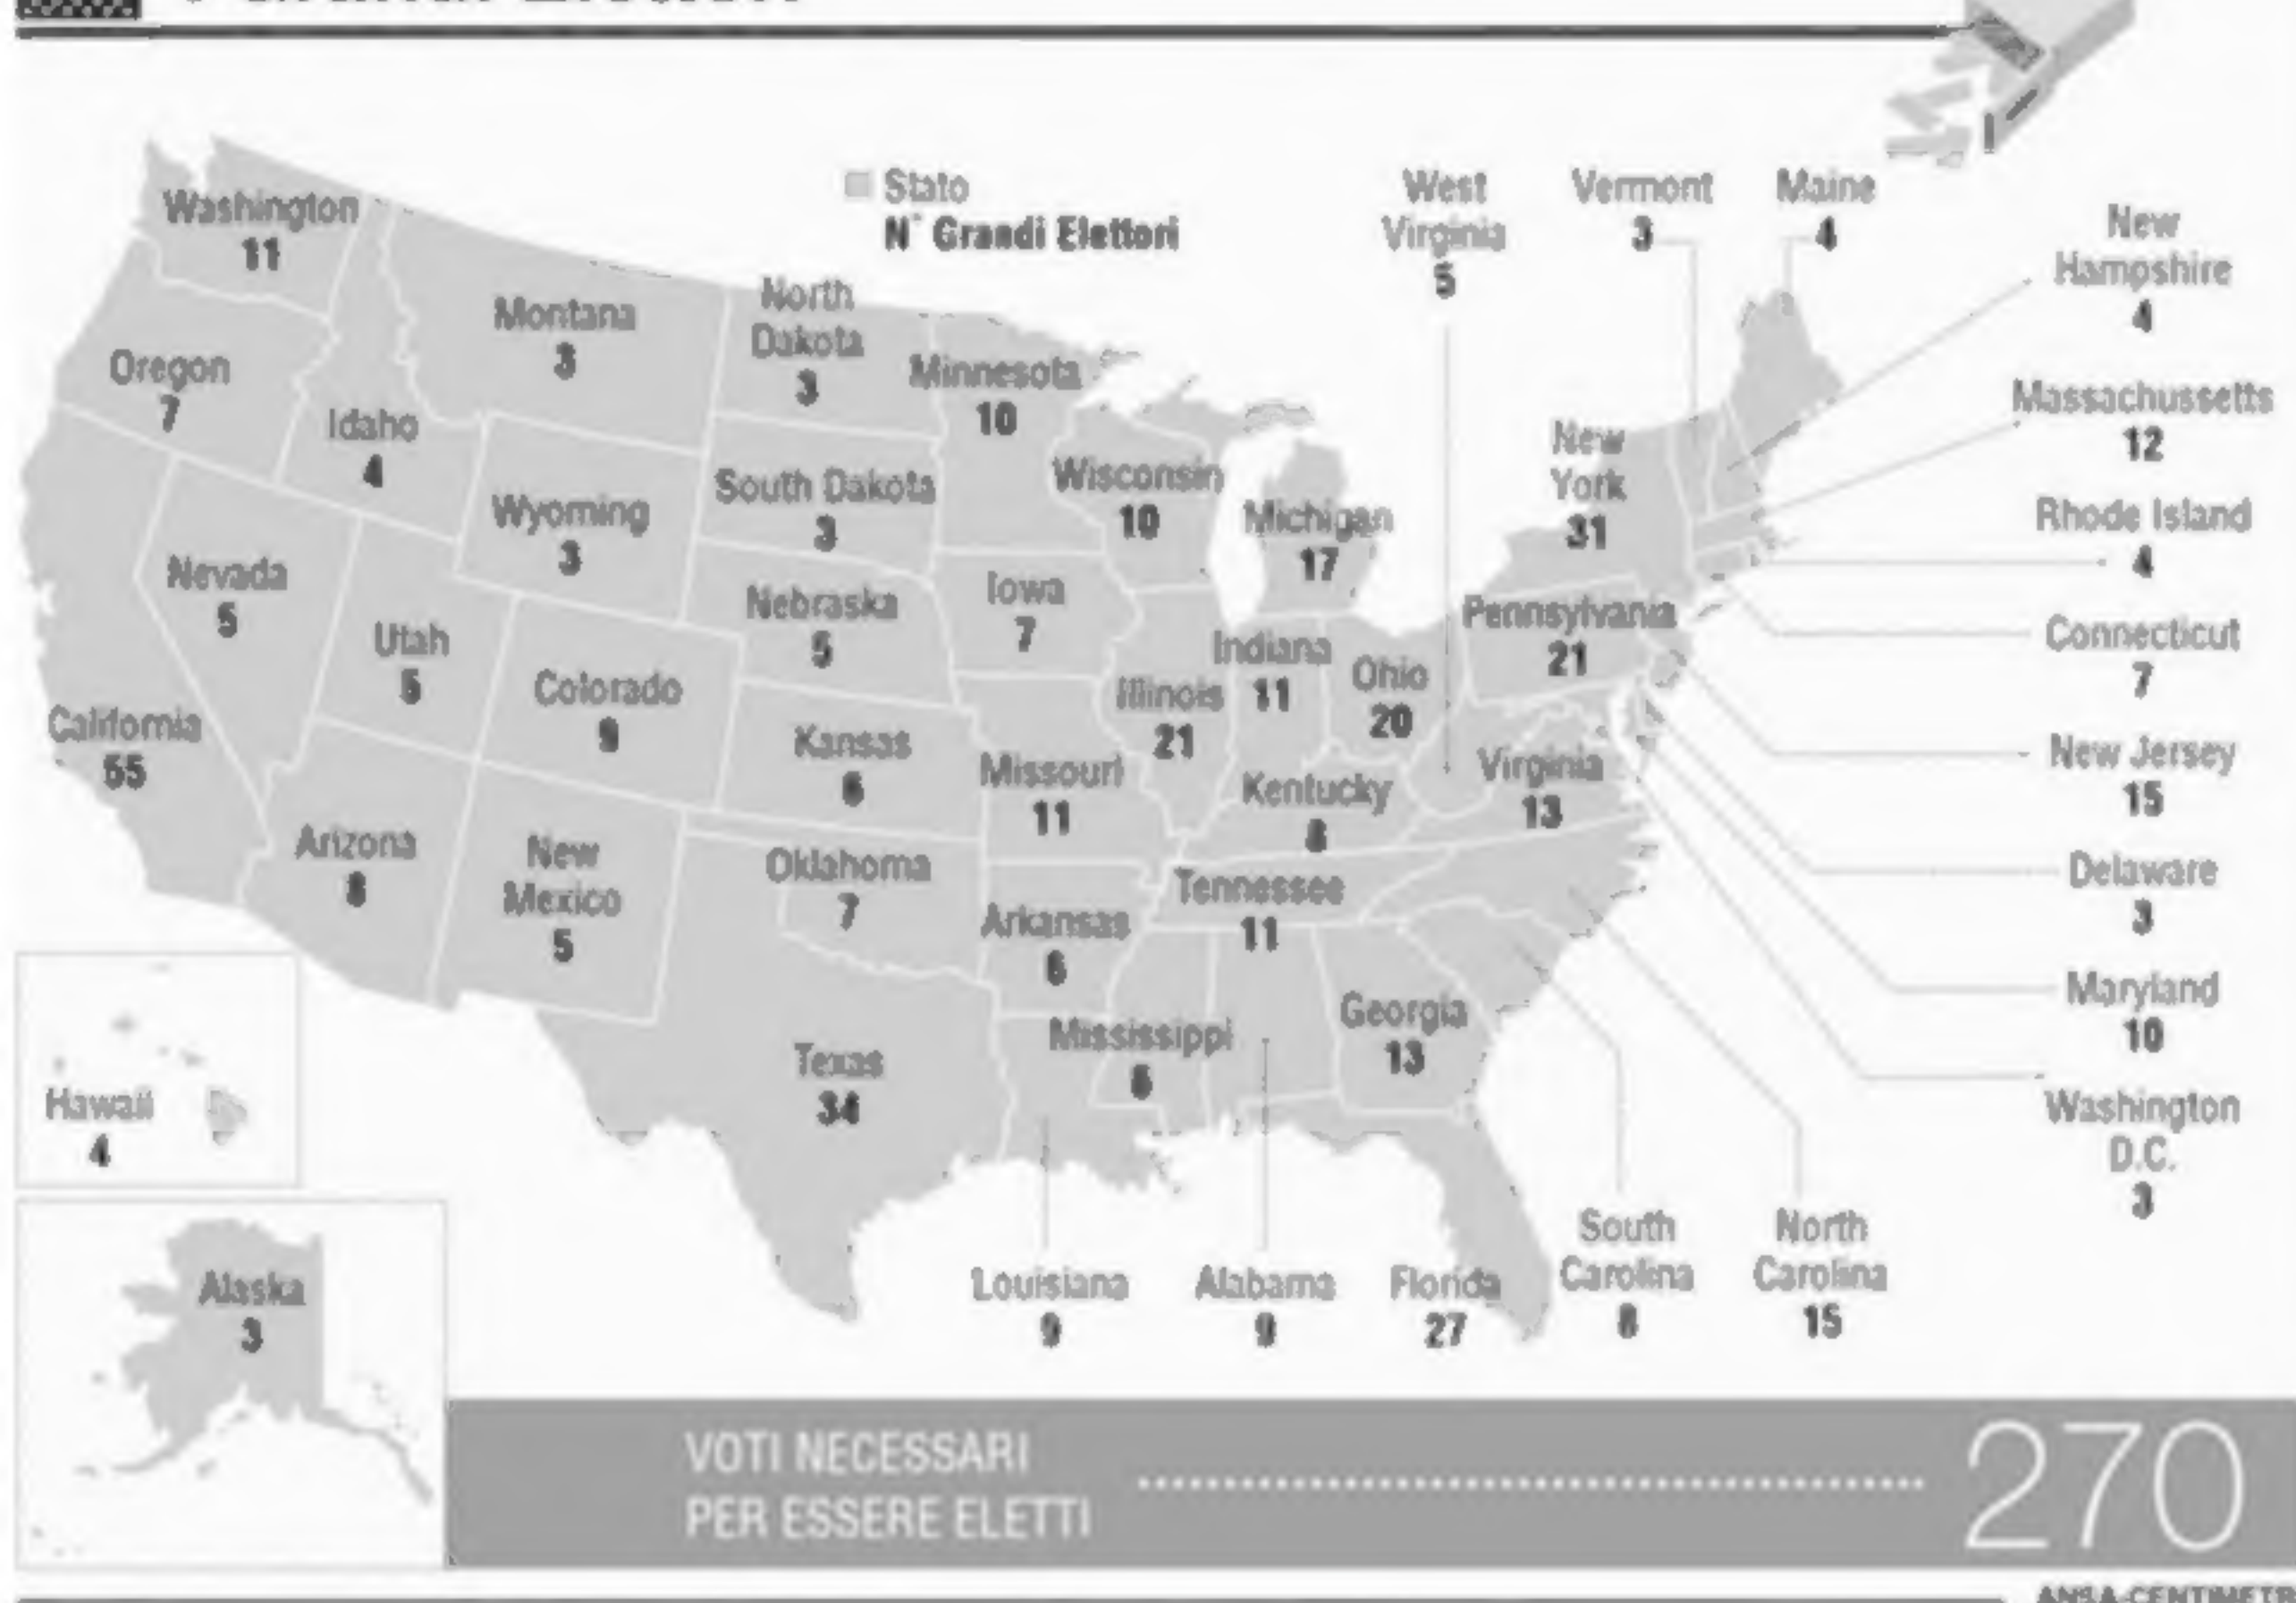 Stato
N° Grandi Elettori
West
Virginia
5
Vermont
3
Maine
4
New
Hampshire
4
Washington
11
Montana
3
North
Dakota
3
Minnesota
10
Oregon
7
Idaho
4
Wyoming
3
South Dakota
3
Wisconsin
10
Michigan
17
New
York
31
Massachussetts
12
Rhode Island
4
Nevada
5
Utah
5
Colorado
9
Nebraska
5
Iowa
7
Illinois
21
Indiana
11
Ohio
20
Pennsylvania
21
Connecticut
7
California
55
Kansas
6
Missouri
11
Kentucky
8
Virginia
13
New Jersey
15
Arizona
8
New
Mexico
5
Oklahoma
7
Arkansas
6
Tennessee
11
Delaware
3
Hawaii
4
Texas
34
Mississippi
6
Georgia
13
Maryland
10
Washington
D.C.
3
Alaska
3
Louisiana
9
Alabama
9
Florida
27
South
Carolina
8
North
Carolina
15
VOTI NECESSARI
PER ESSERE ELETTI
270